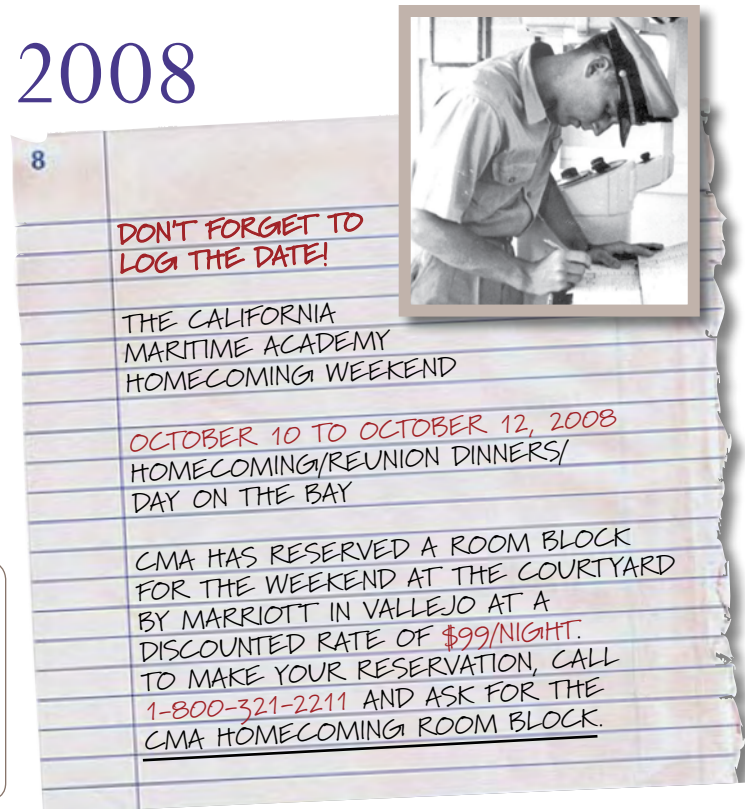 2008
8
DON'T FORGET TO
LOG THE DATE!
THE CALIFORNIA
MARITIME ACADEMY
HOMECOMING WEEKEND
OCTOBER 10 TO OCTOBER 12, 2008
HOMECOMING/REUNION DINNERS/
DAY ON THE BAY
CMA HAS RESERVED A ROOM BLOCK
FOR THE WEEKEND AT THE COURTYARD
BY MARRIOTT IN VALLEJO AT A
DISCOUNTED RATE OF $99/NIGHT.
TO MAKE YOUR RESERVATION, CALL
1-800-321-2211 AND ASK FOR THE
CMA HOMECOMING ROOM BLOCK.